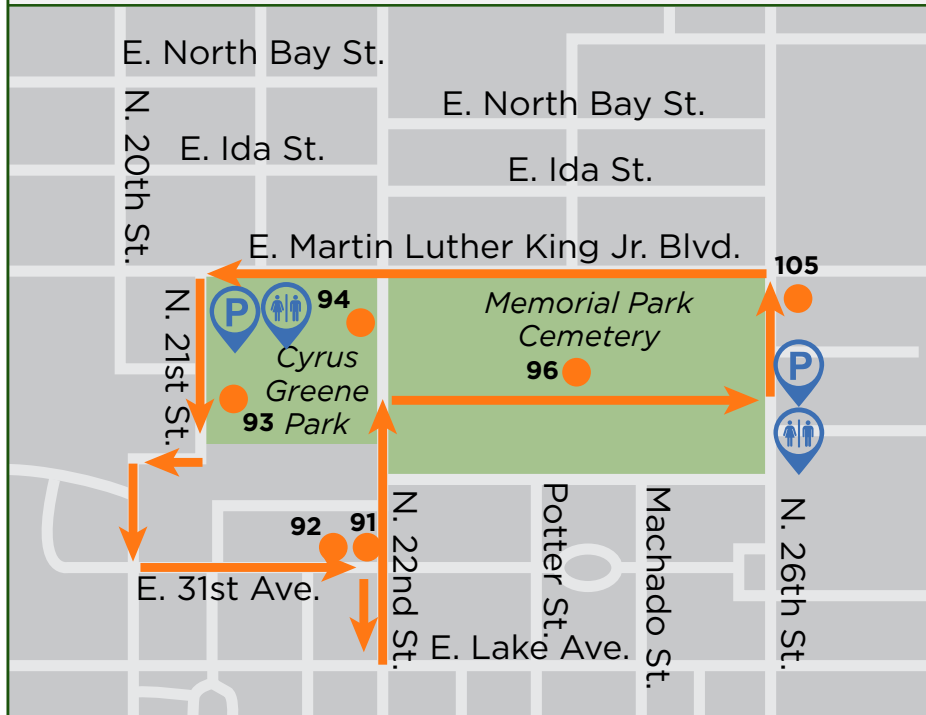 E. North Bay St.
E. North Bay St.
N. 20th St.
E. Ida St.
E. Ida St.
E. Martin Luther King Jr. Blvd.
105
P
94
Memorial Park
Cemetery
N. 21st St.
Cyrus
Greene
Park
96
P
93
92
91
N. 22nd St.
Potter St.
Machado St.
N. 26th St.
E. 31st Ave.
E. Lake Ave.